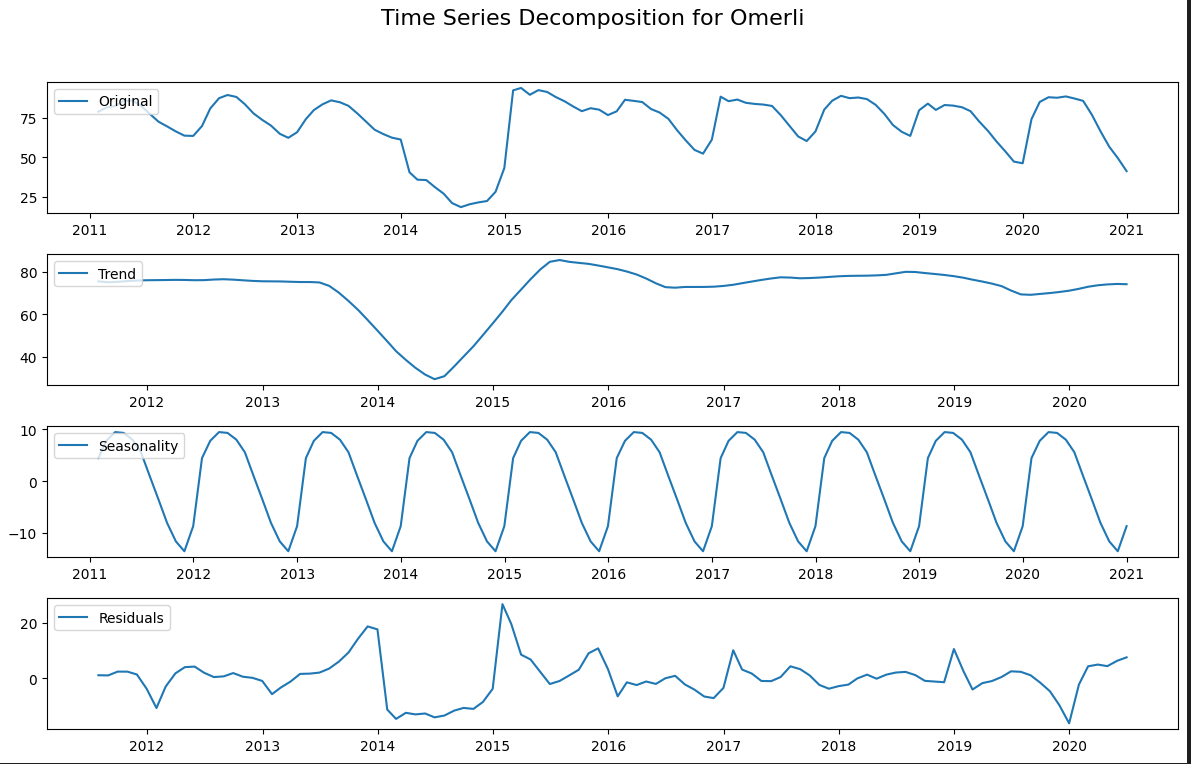 Time Series Decomposition for Omerli
Original
75
50
25
2011 2012 2013 2014 2015 2016 2017 2018 2019 2020 2021
Trend
80
60
40
2012 2013 2014 2015 2016 2017 2018 2019 2020
Seasonality
10
0
−10
2011 2012 2013 2014 2015 2016 2017 2018 2019 2020 2021
Residuals
20
0
2012 2013 2014 2015 2016 2017 2018 2019 2020